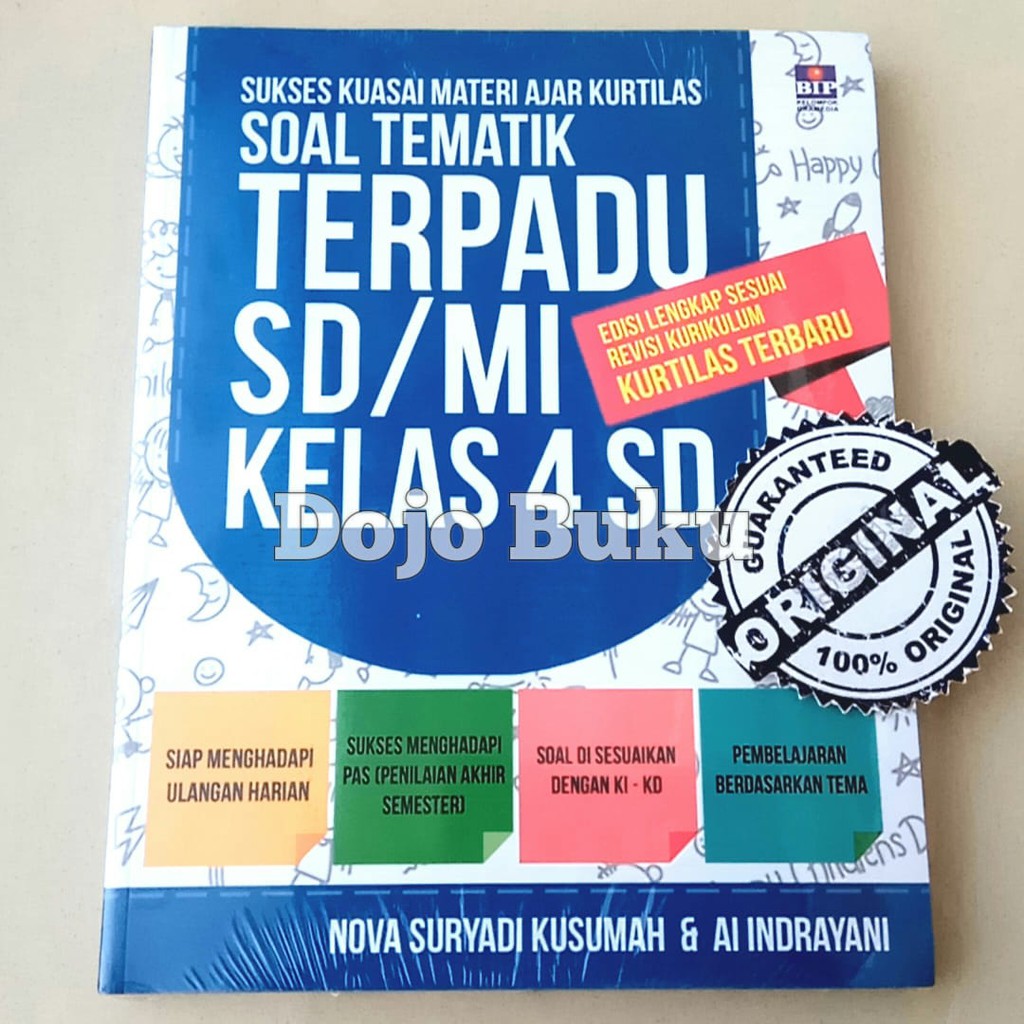 SUKSES KUASAI MATERI AJAR KURTILAS
SOAL TEMATIK
TERPADU
SD/MI
KELAS 4 SD
BIP
KELOMPOK
GRAMEDIA
Happy
EDISI LENGKAP SESUAI
REVISI KURIKULUM
KURTILAS TERBARU
Dojo Buku
GUARANTEED
ORIGINAL
100% ORIGINAL
SIAP MENGHADAPI
ULANGAN HARIAN
SUKSES MENGHADAPI
PAS (PENILAIAN AKHIR
SEMESTER)
SOAL DI SESUAIKAN
DENGAN KI - KD
PEMBELAJARAN
BERDASARKAN TEMA
NOVA SURYADI KUSUMAH & AI INDRAYANI